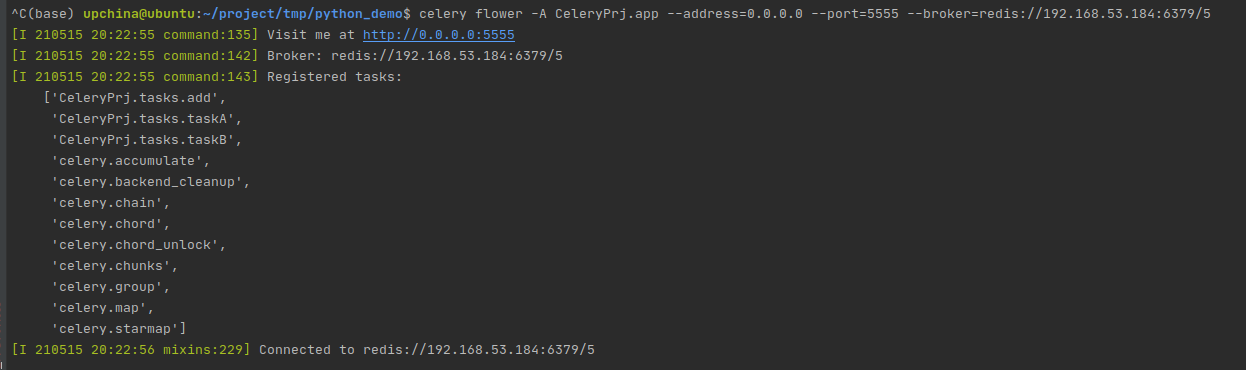 ^C(base) upchina@ubuntu:~/project/tmp/python_demo$ celery flower -A CeleryPrj.app --address=0.0.0.0 --port=5555 --broker=redis://192.168.53.184:6379/5
[I 210515 20:22:55 command:135] Visit me at http://0.0.0.0:5555
[I 210515 20:22:55 command:142] Broker: redis://192.168.53.184:6379/5
[I 210515 20:22:55 command:143] Registered tasks:
    ['CeleryPrj.tasks.add',
     'CeleryPrj.tasks.taskA',
     'CeleryPrj.tasks.taskB',
     'celery.accumulate',
     'celery.backend_cleanup',
     'celery.chain',
     'celery.chord',
     'celery.chord_unlock',
     'celery.chunks',
     'celery.group',
     'celery.map',
     'celery.starmap']
[I 210515 20:22:56 mixins:229] Connected to redis://192.168.53.184:6379/5